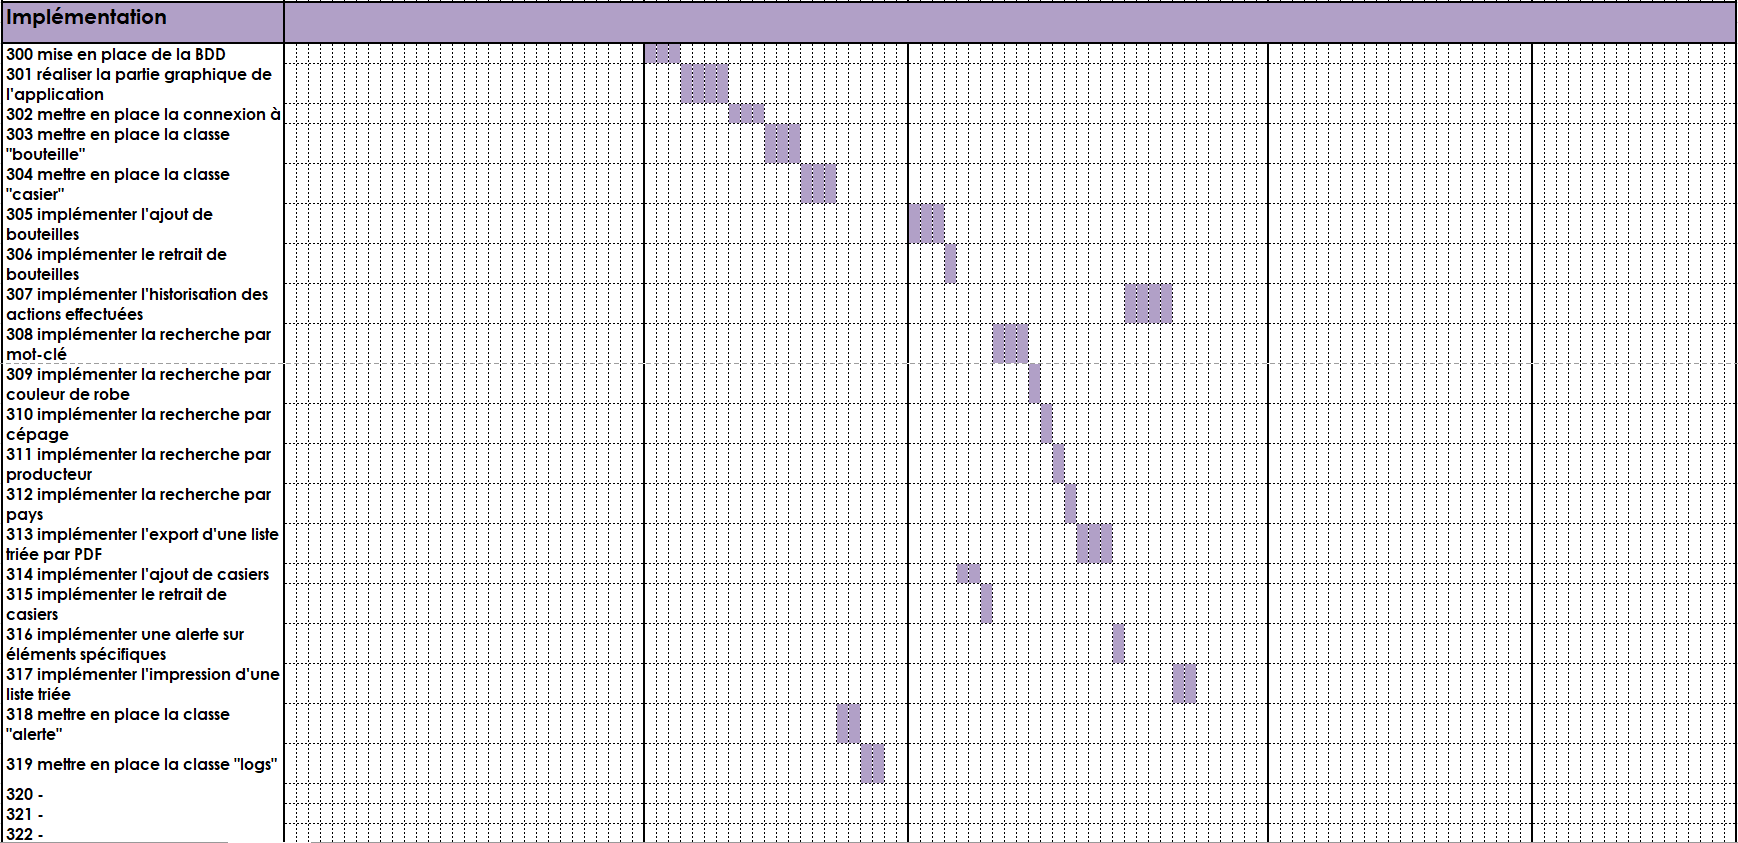 Implémentation
300 mise en place de la BDD
301 réaliser la partie graphique de
l'application
302 mettre en place la connexion à
303 mettre en place la classe
"bouteille"
304 mettre en place la classe
"casier"
305 implémenter l'ajout de
bouteilles
306 implémenter le retrait de
bouteilles
307 implémenter l'historisation des
actions effectuées
308 implémenter la recherche par
mot-clé
309 implémenter la recherche par
couleur de robe
310 implémenter la recherche par
cépage
311 implémenter la recherche par
producteur
312 implémenter la recherche par
pays
313 implémenter l'export d'une liste
triée par PDF
314 implémenter l'ajout de casiers
315 implémenter le retrait de
casiers
316 implémenter une alerte sur
éléments spécifiques
317 implémenter l'impression d'une
liste triée
318 mettre en place la classe
"alerte"
319 mettre en place la classe "logs"
320 -
321 -
322 -